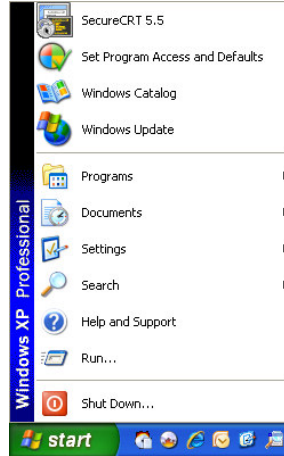 SecureCRT 5.5
Set Program Access and Defaults
Windows Catalog
Windows Update
Programs
Documents
Settings
Search
Help and Support
Run...
Shut Down...
Windows XP Professional
start